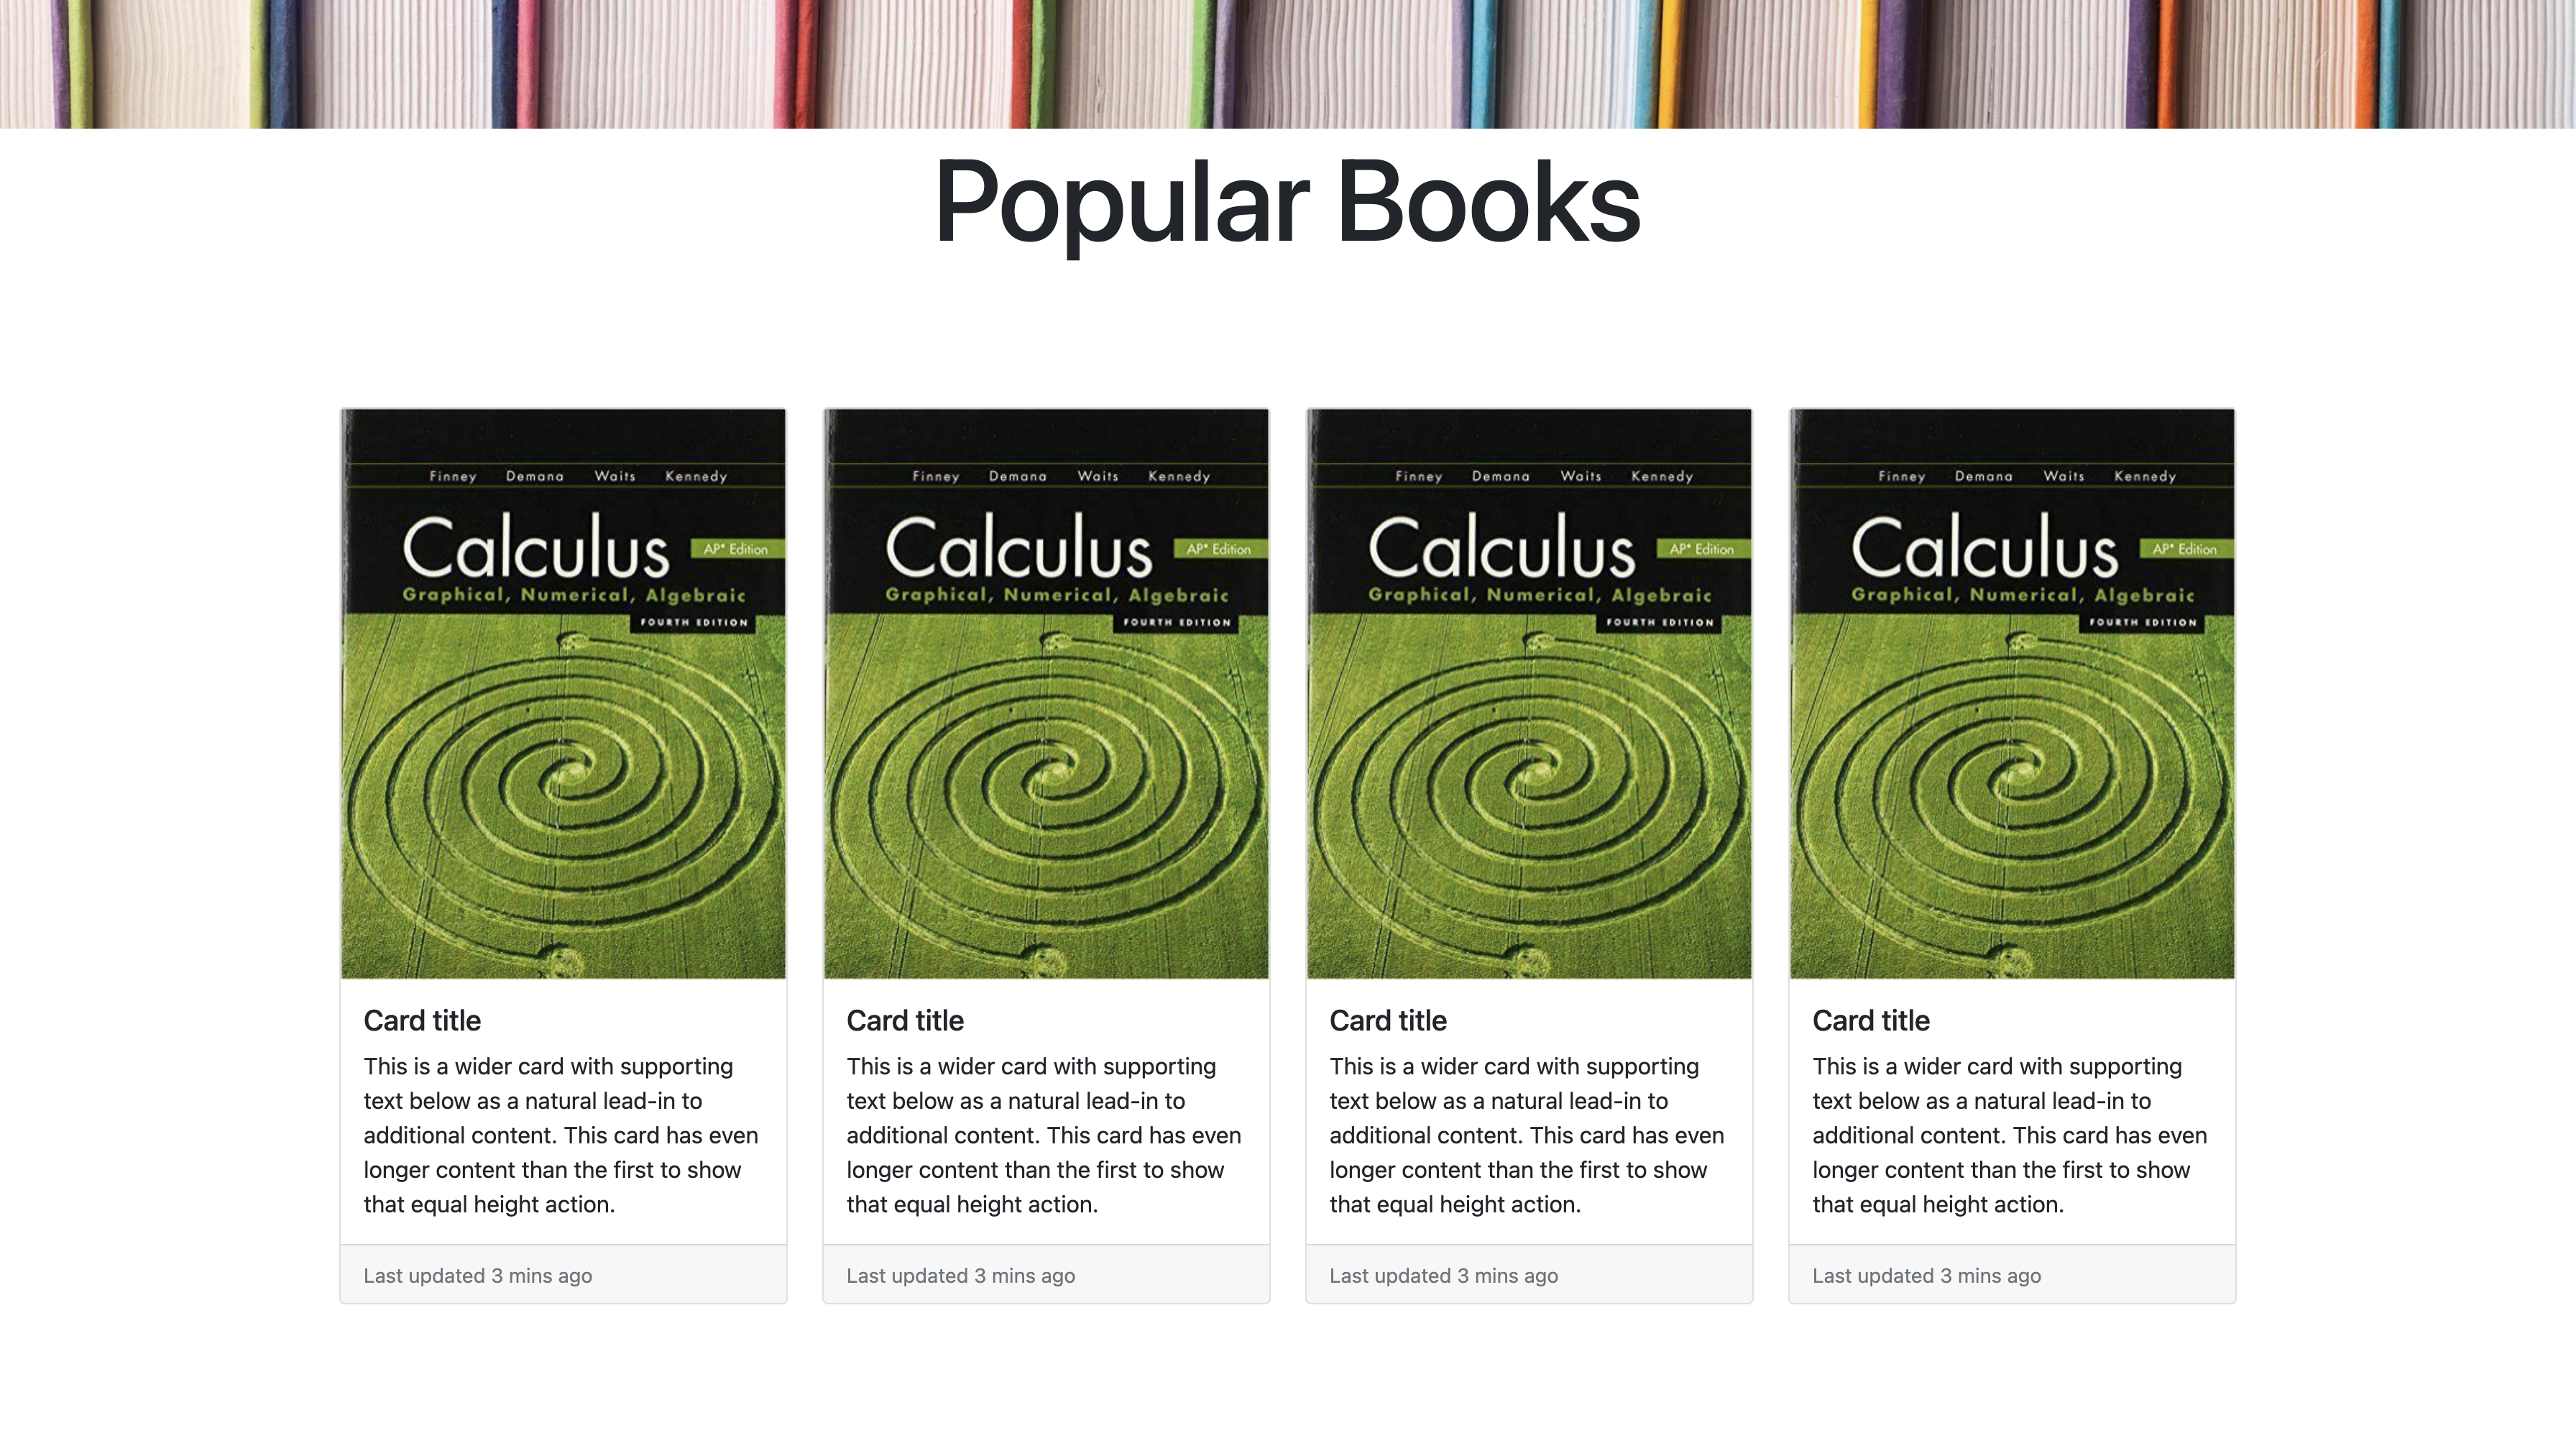 Popular Books
Finney Demana Waits Kennedy
Calculus AP* Edition
Graphical, Numerical, Algebraic
FOURTH EDITION
Card title
This is a wider card with supporting
text below as a natural lead-in to
additional content. This card has even
longer content than the first to show
that equal height action.
Last updated 3 mins ago
Finney Demana Waits Kennedy
Calculus AP* Edition
Graphical, Numerical, Algebraic
FOURTH EDITION
Card title
This is a wider card with supporting
text below as a natural lead-in to
additional content. This card has even
longer content than the first to show
that equal height action.
Last updated 3 mins ago
Finney Demana Waits Kennedy
Calculus AP* Edition
Graphical, Numerical, Algebraic
FOURTH EDITION
Card title
This is a wider card with supporting
text below as a natural lead-in to
additional content. This card has even
longer content than the first to show
that equal height action.
Last updated 3 mins ago
Finney Demana Waits Kennedy
Calculus AP* Edition
Graphical, Numerical, Algebraic
FOURTH EDITION
Card title
This is a wider card with supporting
text below as a natural lead-in to
additional content. This card has even
longer content than the first to show
that equal height action.
Last updated 3 mins ago